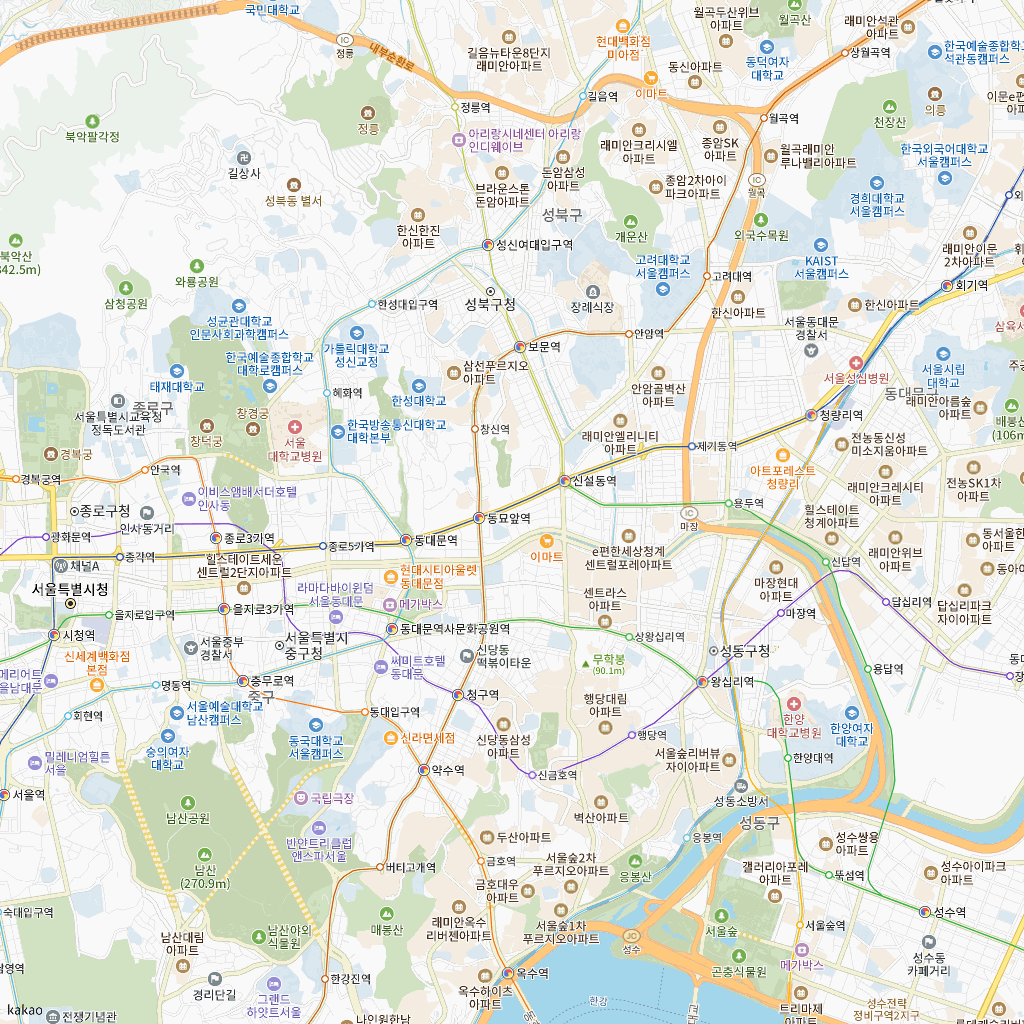 국민대학교
IC
정릉
내부순환로
길음뉴타운8단지
래미안아파트
현대백화점
미아점
월곡두산위브
아파트
월곡산
동덕여자
대학교
래미안석관
아파트
상월곡역
한국예술종합학교
석관동캠퍼스
북악팔각정
정릉
정릉역
길음역
이마트
동신아파트
월곡역
천장산
의릉
이문e편
아리랑시네센터 아리랑
인디웨이브
래미안크리시엘
아파트
종암SK
아파트
월곡래미안
루나밸리아파트
한국외국어대학교
서울캠퍼스
길상사
성북동 별서
브라운스톤
돈암아파트
돈암삼성
아파트
종암2차아이
파크아파트
IC
월곡
경희대학교
서울캠퍼스
한신한진
아파트
성북구
개운산
외국수목원
북악산
342.5m)
성신여대입구역
고려대학교
서울캠퍼스
KAIST
서울캠퍼스
래미안이문
2차아파트
와룡공원
삼청공원
고려대역
회기역
한성대입구역
성북구청
장례식장
한신아파트
한신아파트
성균관대학교
인문사회과학캠퍼스
가톨릭대학교
성신교정
보문역
안암역
서울동대문
경찰서
한국예술종합학교
대학로캠퍼스
태재대학교
삼선푸르지오
아파트
안암골벽산
아파트
서울성심병원
서울시립
대학교
혜화역
한성대학교
종로구
서울특별시교육청
정독도서관
창경궁
창덕궁
서울
대학교병원
한국방송통신대학교
대학본부
창신역
래미안엘리니티
아파트
제기동역
청량리역
동대문구
래미안아름숲
아파트
배봉산
(106m
전농동신성
미소지움아파트
경복궁
경복궁역
안국역
신설동역
아트포레스트
청량리
래미안크레시티
아파트
전농SK1차
아파트
종로구청
이비스앰배서더호텔
인사동
인사동거리
용두역
IC
마장
힐스테이트
청계아파트
광화문역
종로3가역
종로5가역
동묘앞역
동대문역
종각역
채널A
힐스테이트세운
센트럴2단지아파트
이마트
e편한세상청계
센트럴포레아파트
래미안위브
아파트
동서울한
아파트
신답역
서울특별시청
을지로입구역
을지로3가역
라마다바이윈덤
서울동대문
현대시티아울렛
동대문점
메가박스
센트라스
아파트
마장현대
아파트
마장역
답십리역
답십리파크
자이아파트
시청역
서울중부
경찰서
서울특별시
중구청
동대문역사문화공원역
상왕십리역
신세계백화점
본점
신당동
떡볶이타운
써미트호텔
동대문
무학봉
(90.1m)
성동구청
왕십리역
용답역
명동역
충무로역
중구
청구역
행당대림
아파트
한양
대학교병원
한양여자
대학교
회현역
서울예술대학교
남산캠퍼스
동대입구역
숭의여자
대학교
동국대학교
서울캠퍼스
신라면세점
신당동삼성
아파트
행당역
서울숲리버뷰
자이아파트
한양대역
밀레니엄힐튼
서울
서울역
약수역
신금호역
성동소방서
성동구
국립극장
남산공원
반얀트리클럽
앤스파서울
벽산아파트
두산아파트
응봉역
성수쌍용
아파트
남산
(270.9m)
버티고개역
금호역
서울숲2차
푸르지오아파트
응봉산
갤러리아포레
아파트
뚝섬역
성수아이파크
아파트
금호대우
아파트
숙대입구역
매봉산
래미안옥수
리버젠아파트
서울숲1차
푸르지오아파트
서울숲
서울숲역
성수역
남산대림
아파트
남산야외
식물원
IC
성수
곤충식물원
메가박스
성수동
카페거리
경리단길
한강진역
옥수역
옥수하이츠
아파트
한강
그랜드
하얏트서울
전쟁기념관
나인원한남
트리마제
아파트
성수전략
정비구역2지구
kakao